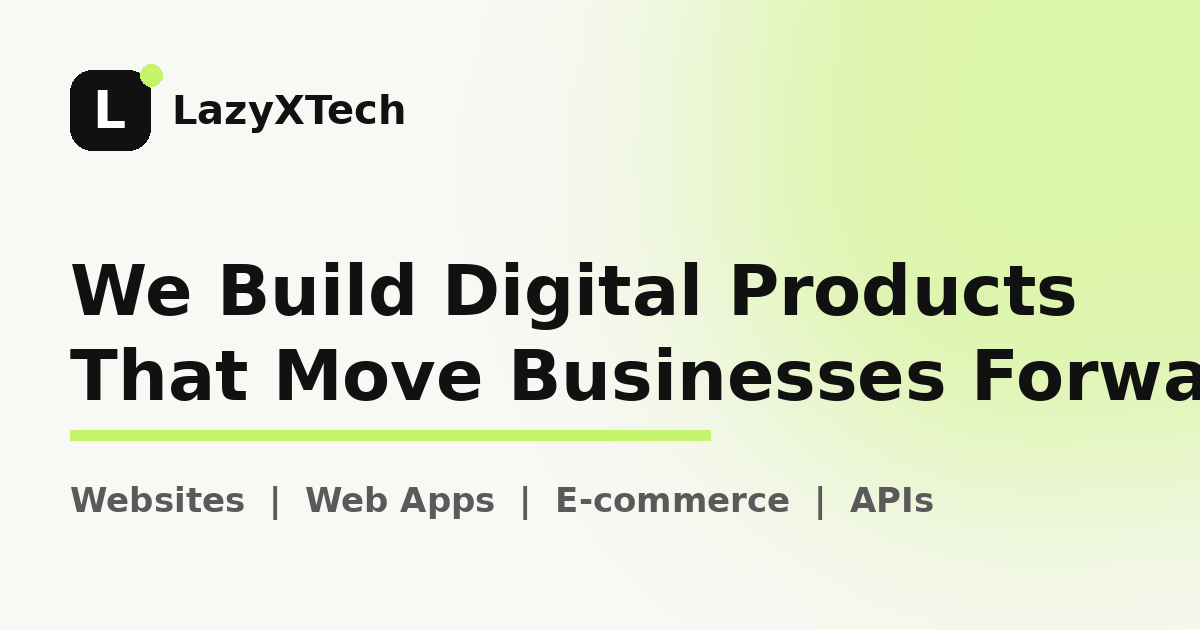 L LazyXTech
We Build Digital Products
That Move Businesses Forwa
Websites | Web Apps | E-commerce | APIs